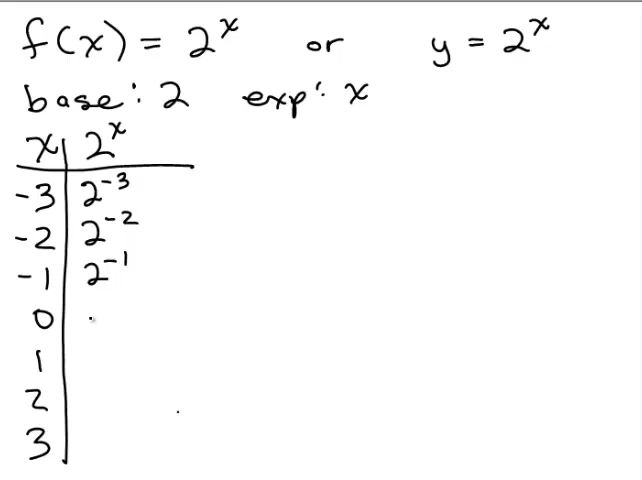 f(x) = 2^x or y = 2^x
base: 2 exp: x
x | 2^x
-3 | 2^-3
-2 | 2^-2
-1 | 2^-1
0
1
2
3